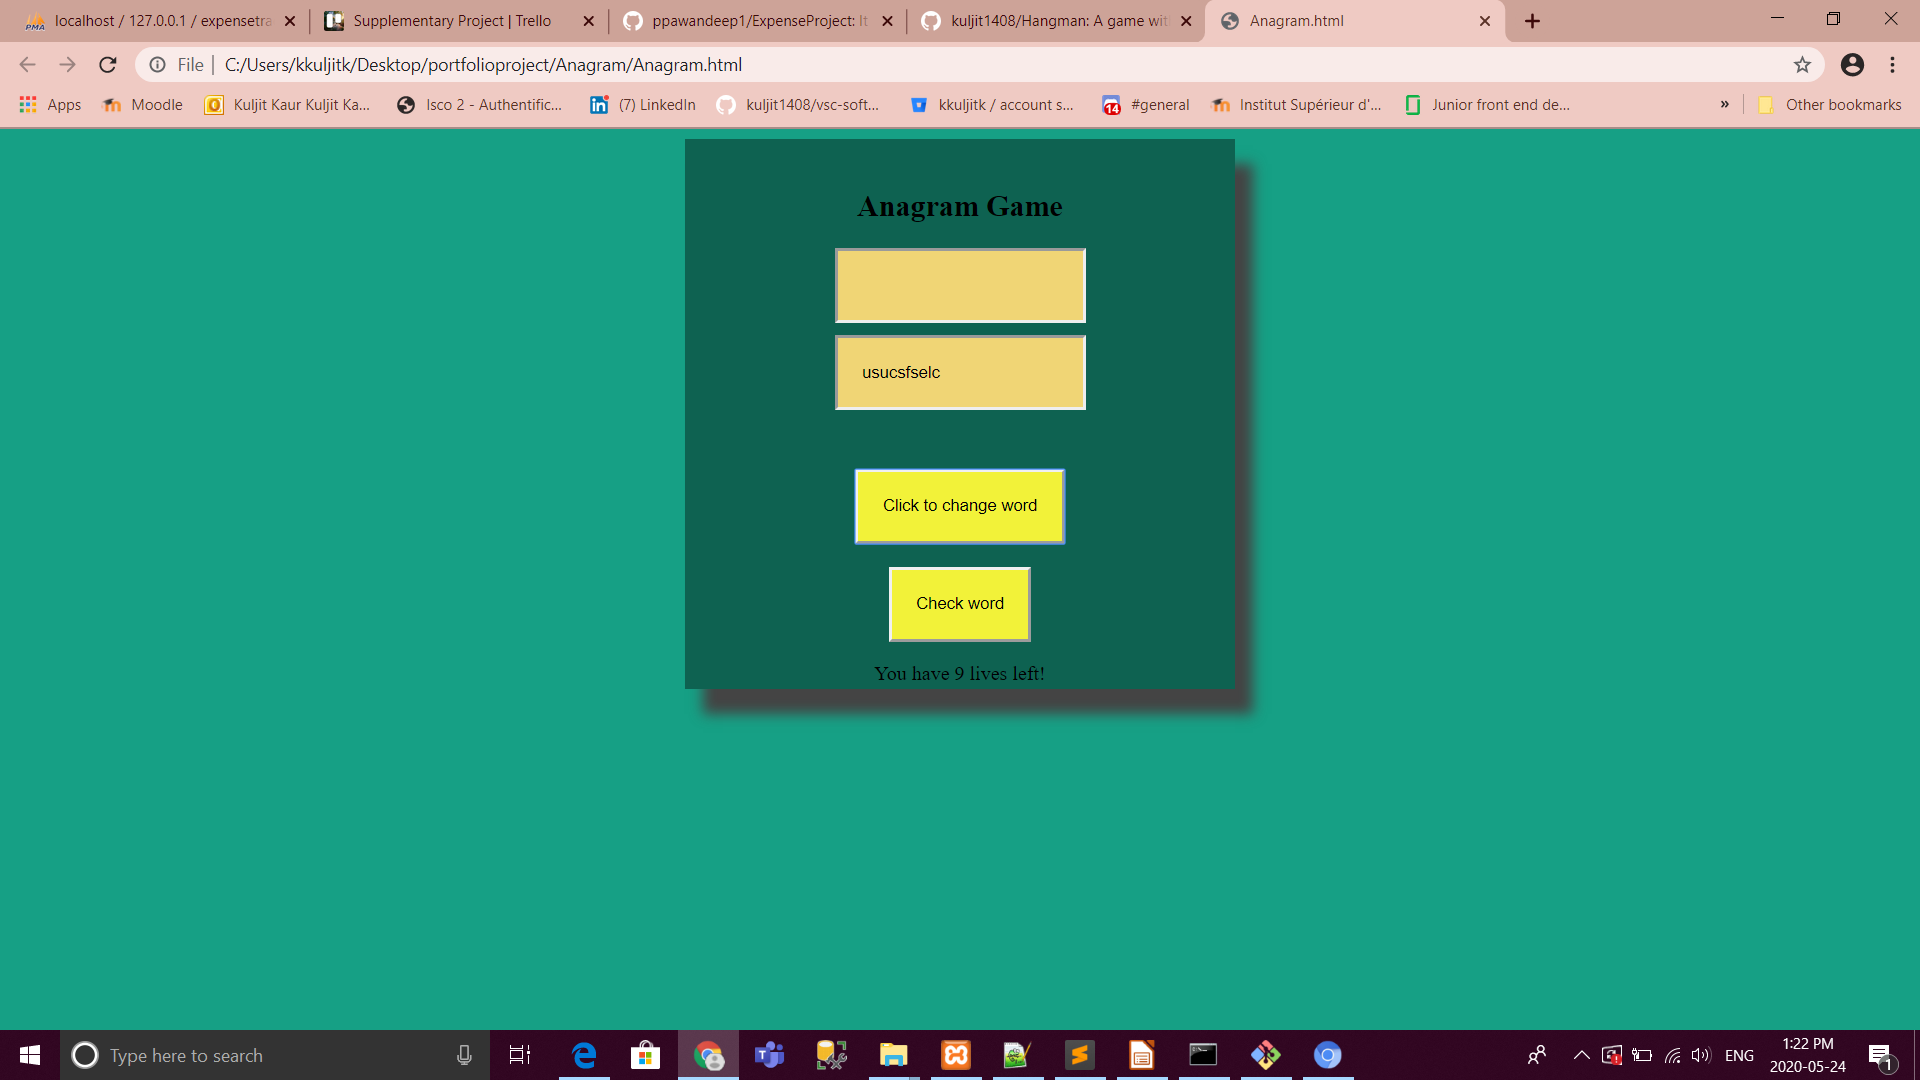 localhost / 127.0.0.1 / expensetra
Supplementary Project | Trello
ppawandeep1/ExpenseProject: It
kuljit1408/Hangman: A game wit
Anagram.html
File | C:/Users/kkuljitk/Desktop/portfolioproject/Anagram/Anagram.html
Apps
Moodle
Kuljit Kaur Kuljit Ka...
Isco 2 - Authentific...
(7) LinkedIn
kuljit1408/vsc-soft...
kkuljitk / account s...
14
#general
Institut Supérieur d'...
Junior front end de...
»
Other bookmarks
Anagram Game
usucsfselc
Click to change word
Check word
You have 9 lives left!
Type here to search
ENG
1:22 PM
2020-05-24
1